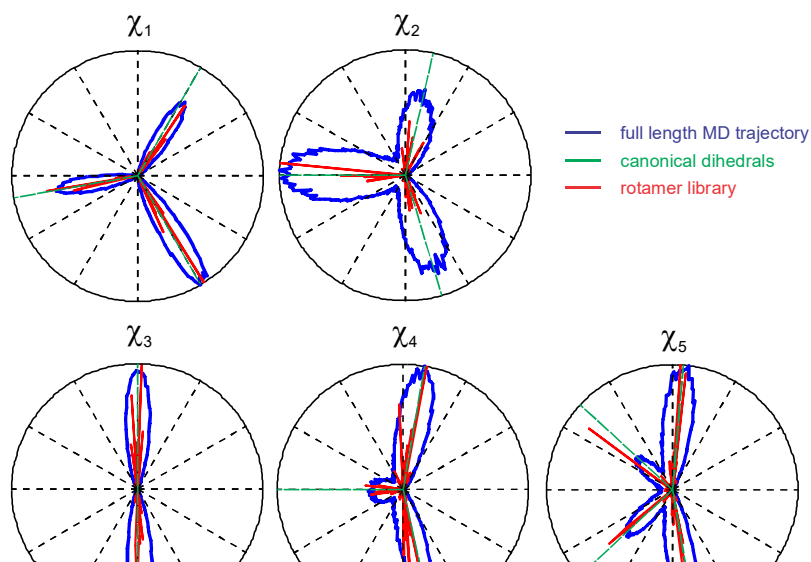 χ1
χ2
full length MD trajectory
canonical dihedrals
rotamer library
χ3
χ4
χ5